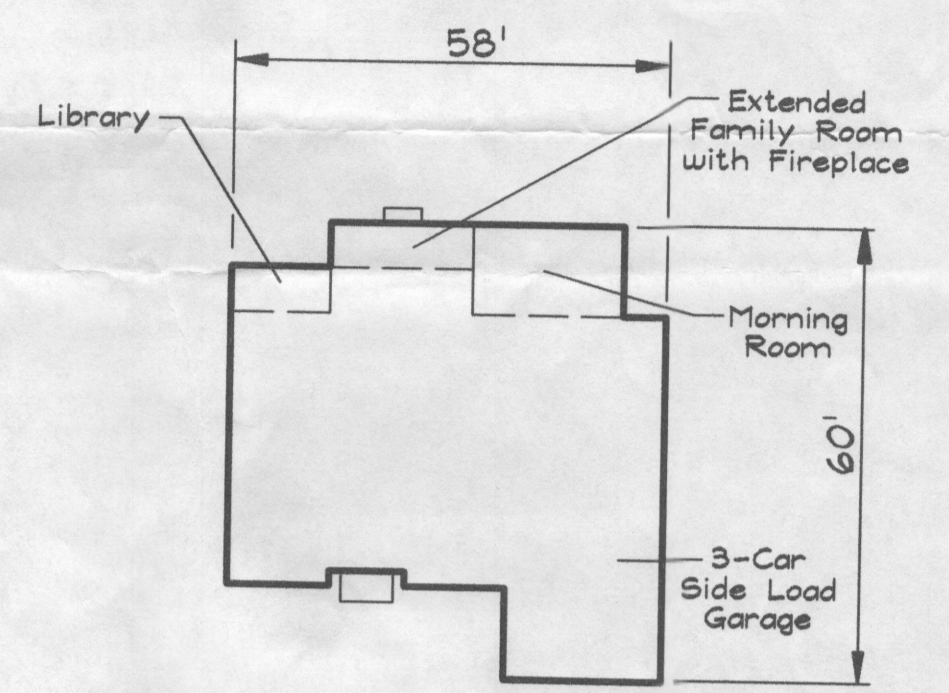 58'
Library
Extended
Family Room
with Fireplace
Morning
Room
60'
3-Car
Side Load
Garage